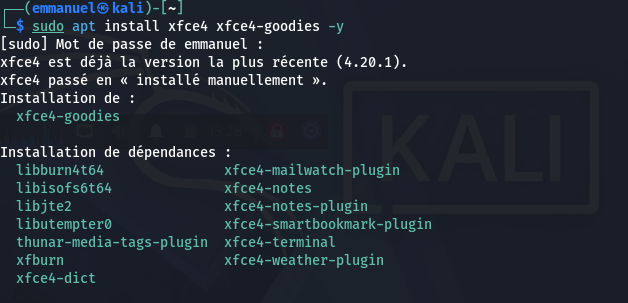 ┌──(emmanuel㉿kali)-[~]
└─$ sudo apt install xfce4 xfce4-goodies -y
[sudo] Mot de passe de emmanuel :
xfce4 est déjà la version la plus récente (4.20.1).
xfce4 passé en « installé manuellement ».
Installation de :
xfce4-goodies
KALI
Installation de dépendances :
libburn4t64 xfce4-mailwatch-plugin
libisofs6t64 xfce4-notes
libjte2 xfce4-notes-plugin
libutempter0 xfce4-smartbookmark-plugin
thunar-media-tags-plugin xfce4-terminal
xfburn xfce4-weather-plugin
xfce4-dict